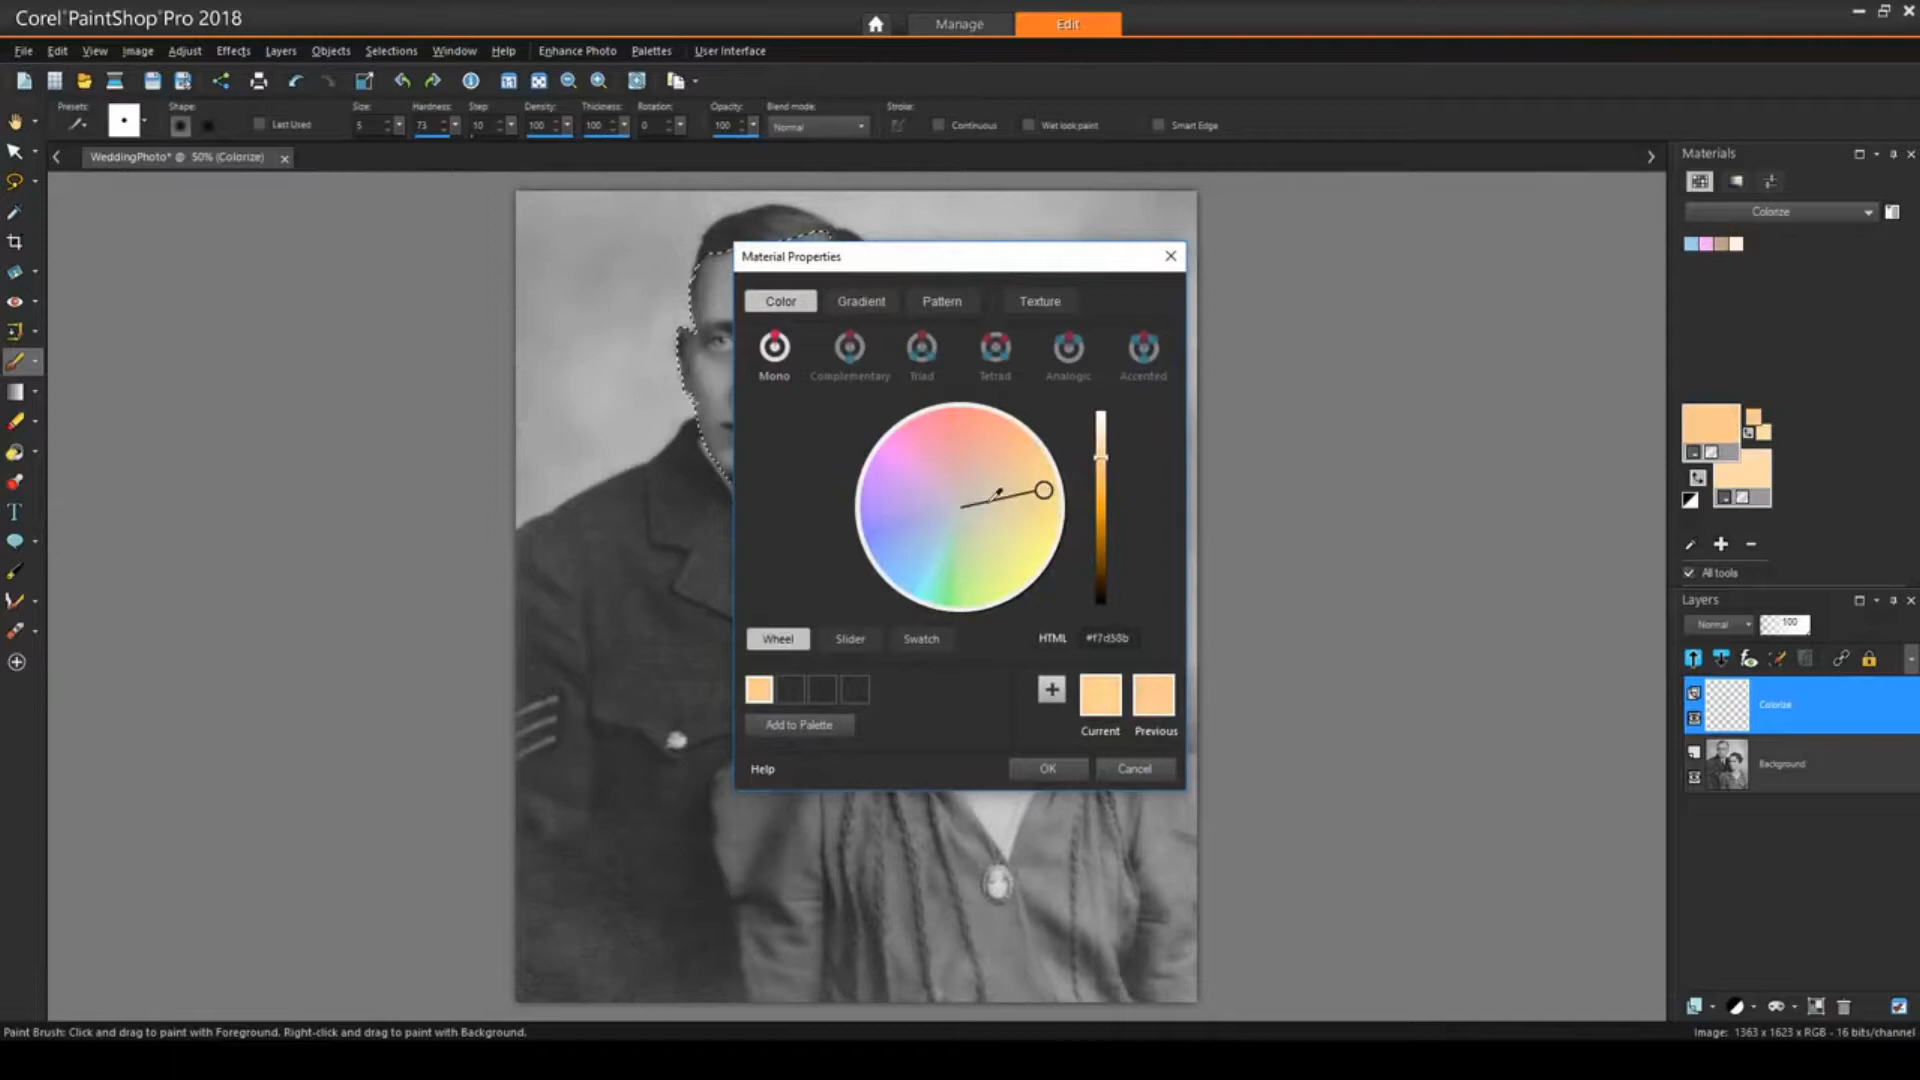 Corel PaintShop Pro 2018
Manage
Edit
File Edit View Image Adjust Effects Layers Objects Selections Window Help Enhance Photo Palettes User Interface
Presets: Shape: Size: Hardness: Step: Density: Thickness: Rotation: Opacity: Blend mode: Stroke:
Last Used 5 73 10 100 100 0 100 Normal Continuous Wet look paint Smart Edge
WeddingPhoto* @ 50% (Colorize)
Materials
Colorize
Material Properties
Color Gradient Pattern Texture
Mono Complementary Triad Tetrad Analogic Accented
Wheel Slider Swatch HTML
Add to Palette
Current Previous
Help OK Cancel
All tools
Layers
Normal 100
Colorize
Background
Paint Brush: Click and drag to paint with Foreground. Right-click and drag to paint with Background.
Image: 1363 x 1623 x RGB - 16 bits/channel